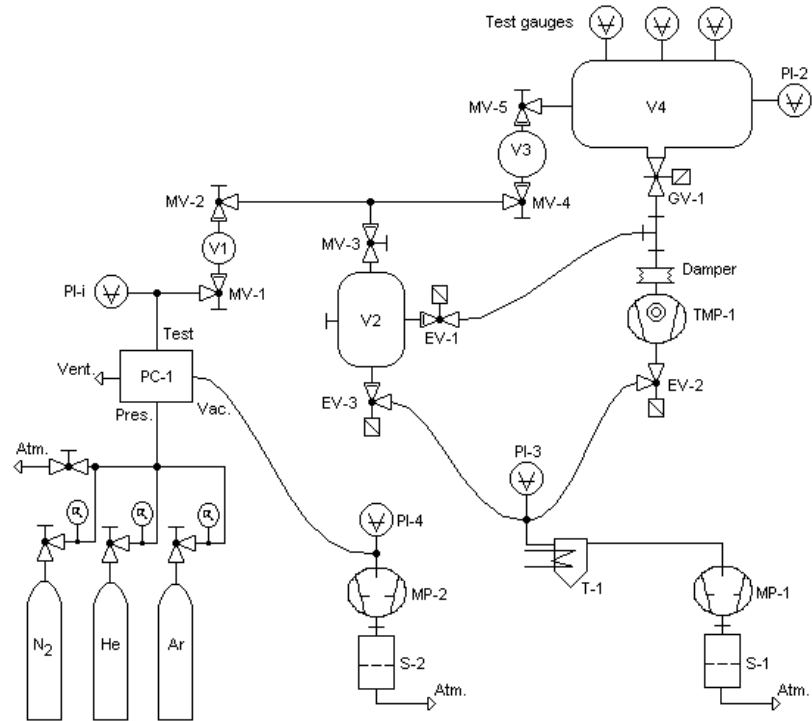 Test gauges
PI-2
MV-5
V4
V3
MV-2
MV-4
GV-1
V1
MV-3
PI-i
MV-1
Damper
V2
TMP-1
Test
EV-1
Vent.
PC-1
Pres.
Vac.
EV-3
EV-2
Atm.
PI-3
R
R
R
PI-4
MP-2
T-1
MP-1
N2
He
Ar
S-2
S-1
Atm.
Atm.